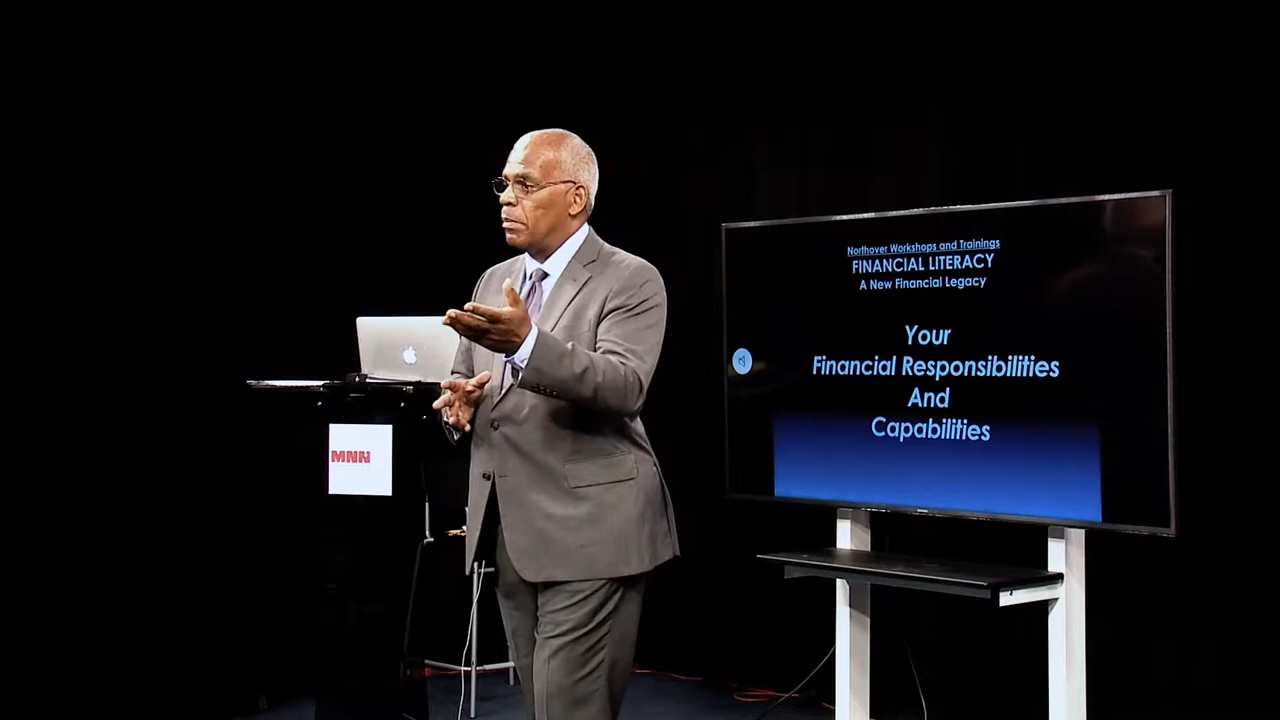 MNN
Northover Workshops and Trainings
FINANCIAL LITERACY
A New Financial Legacy
Your
Financial Responsibilities
And
Capabilities